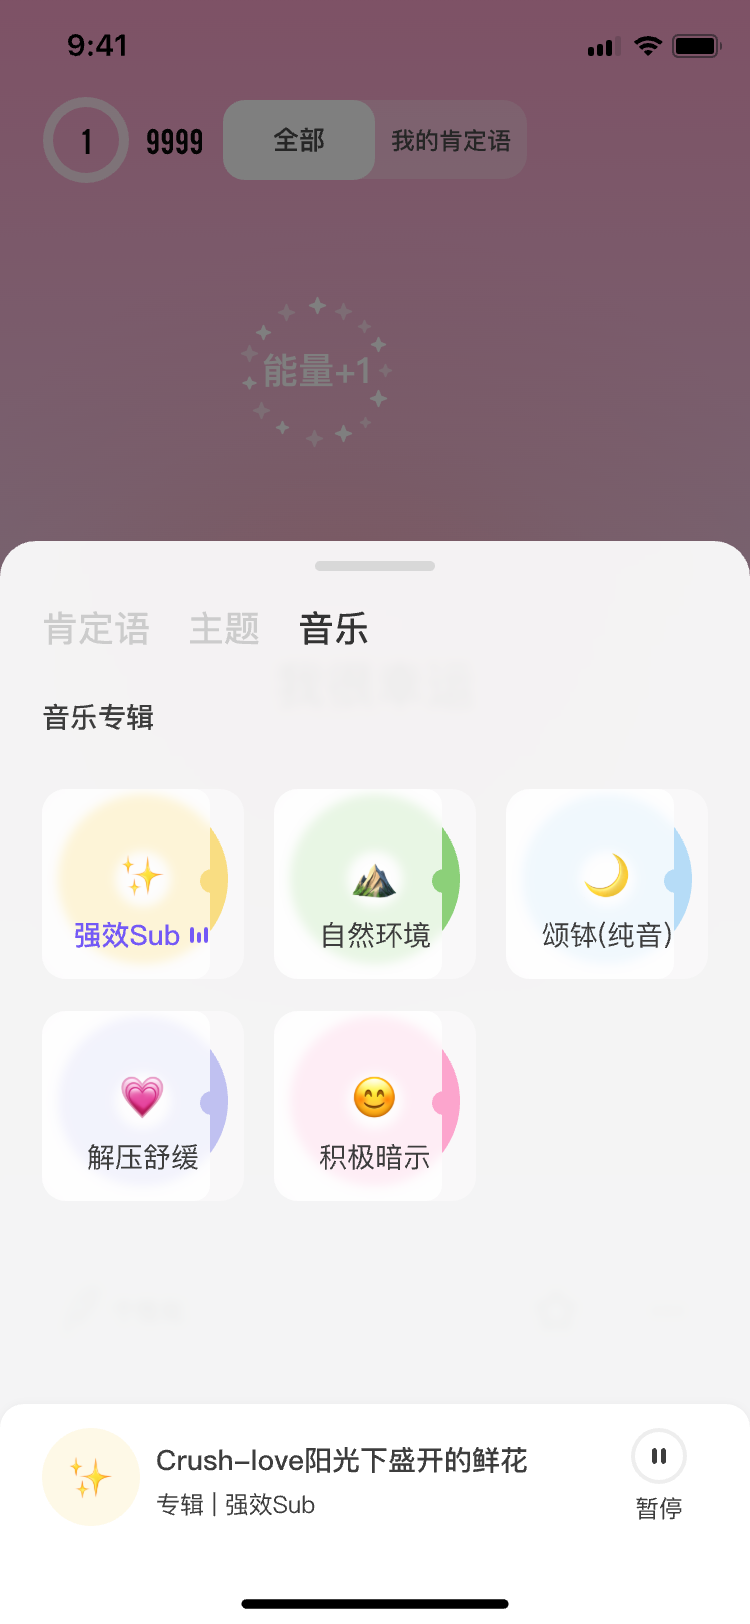 9:41
1
9999
全部
我的肯定语
能量+1
肯定语
主题
音乐
音乐专辑
强效Sub
自然环境
颂钵(纯音)
解压舒缓
积极暗示
Crush-love阳光下盛开的鲜花
专辑 | 强效Sub
暂停